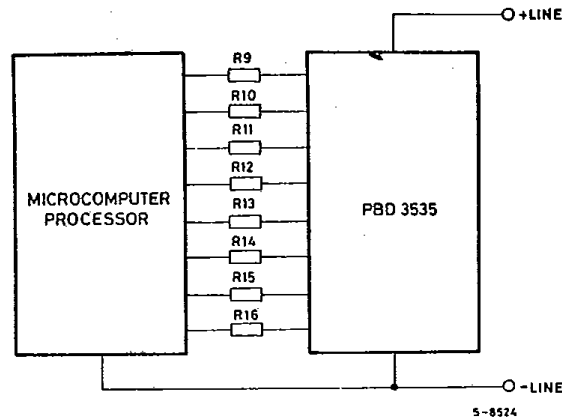 +LINE
R9
R10
R11
R12
R13
R14
R15
R16
MICROCOMPUTER
PROCESSOR
PBD 3535
-LINE
5-8524